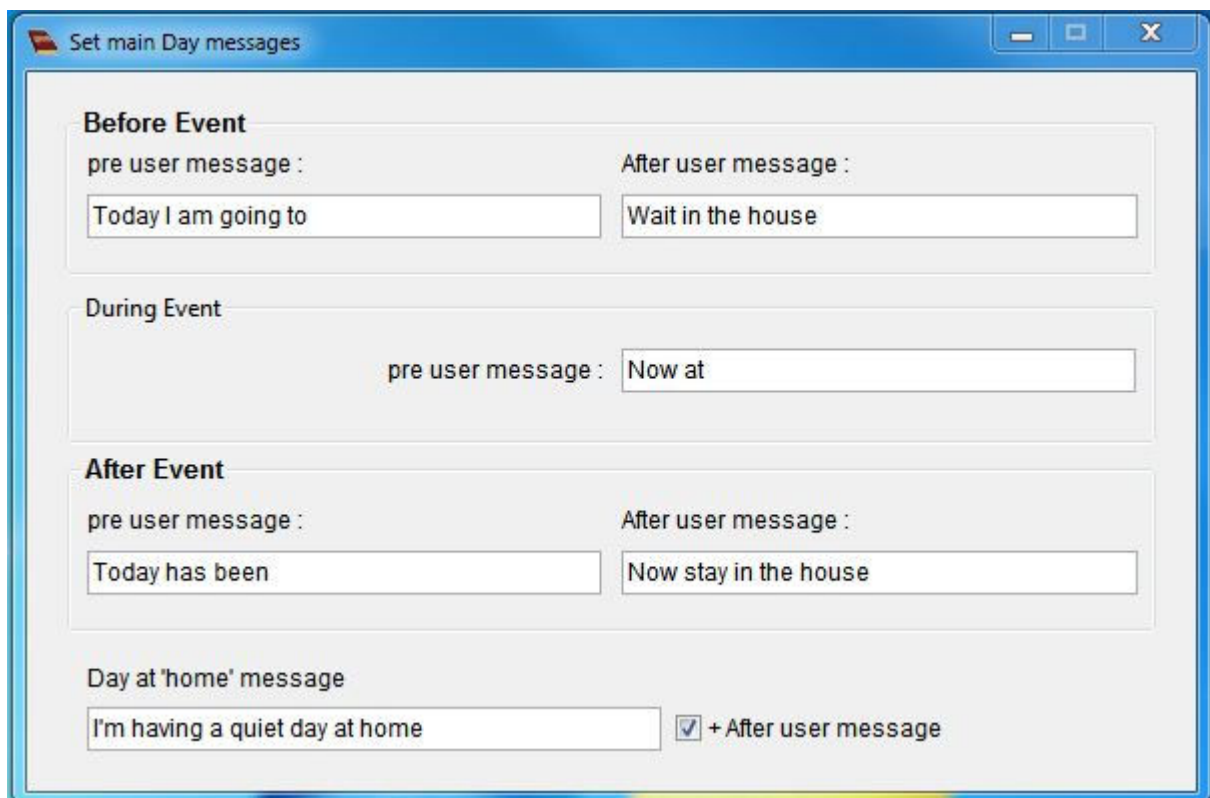 Set main Day messages
Before Event
pre user message :
After user message :
Today I am going to
Wait in the house
During Event
pre user message :
Now at
After Event
pre user message :
After user message :
Today has been
Now stay in the house
Day at 'home' message
I'm having a quiet day at home
+ After user message